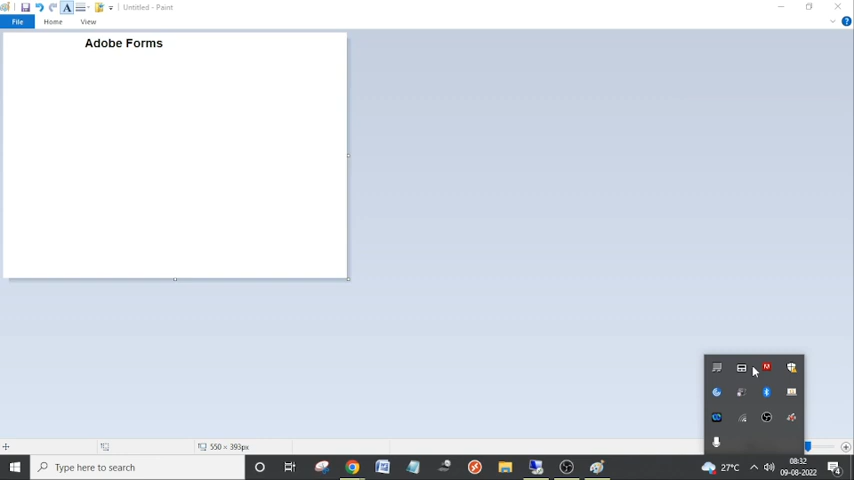 Untitled - Paint
File Home View
Adobe Forms
550 × 393px
Type here to search
27°C
08:32
09-08-2022
4